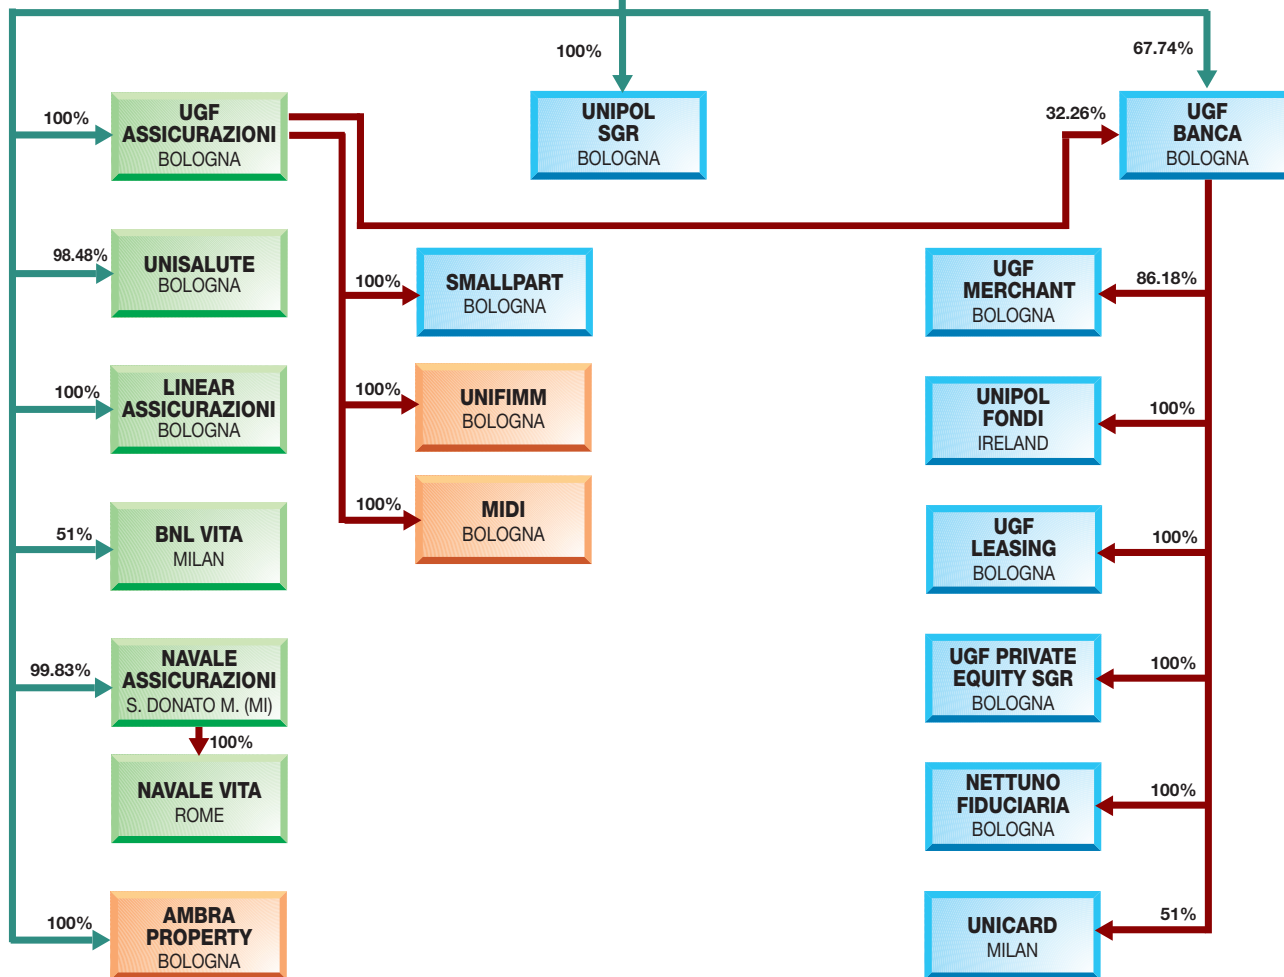 100%
67.74%
100%
UGF
ASSICURAZIONI
BOLOGNA
UNIPOL
SGR
BOLOGNA
32.26%
UGF
BANCA
BOLOGNA
98.48%
UNISALUTE
BOLOGNA
100%
SMALLPART
BOLOGNA
UGF
MERCHANT
BOLOGNA
86.18%
100%
LINEAR
ASSICURAZIONI
BOLOGNA
100%
UNIFIMM
BOLOGNA
UNIPOL
FONDI
IRELAND
100%
51%
BNL VITA
MILAN
100%
MIDI
BOLOGNA
UGF
LEASING
BOLOGNA
100%
99.83%
NAVALE
ASSICURAZIONI
S. DONATO M. (MI)
UGF PRIVATE
EQUITY SGR
BOLOGNA
100%
100%
NAVALE VITA
ROME
NETTUNO
FIDUCIARIA
BOLOGNA
100%
100%
AMBRA
PROPERTY
BOLOGNA
UNICARD
MILAN
51%